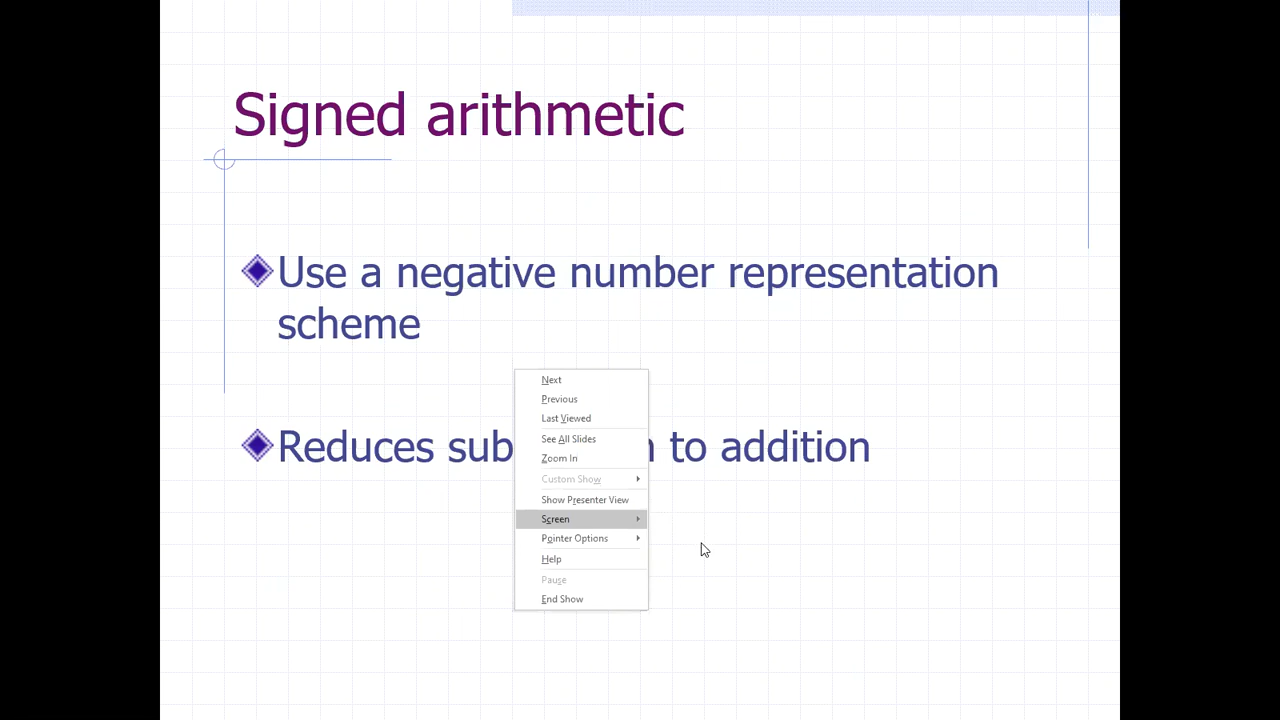 Signed arithmetic
Use a negative number representation
scheme
Reduces sub n to addition
Next
Previous
Last Viewed
See All Slides
Zoom In
Custom Show
Show Presenter View
Screen
Pointer Options
Help
Pause
End Show